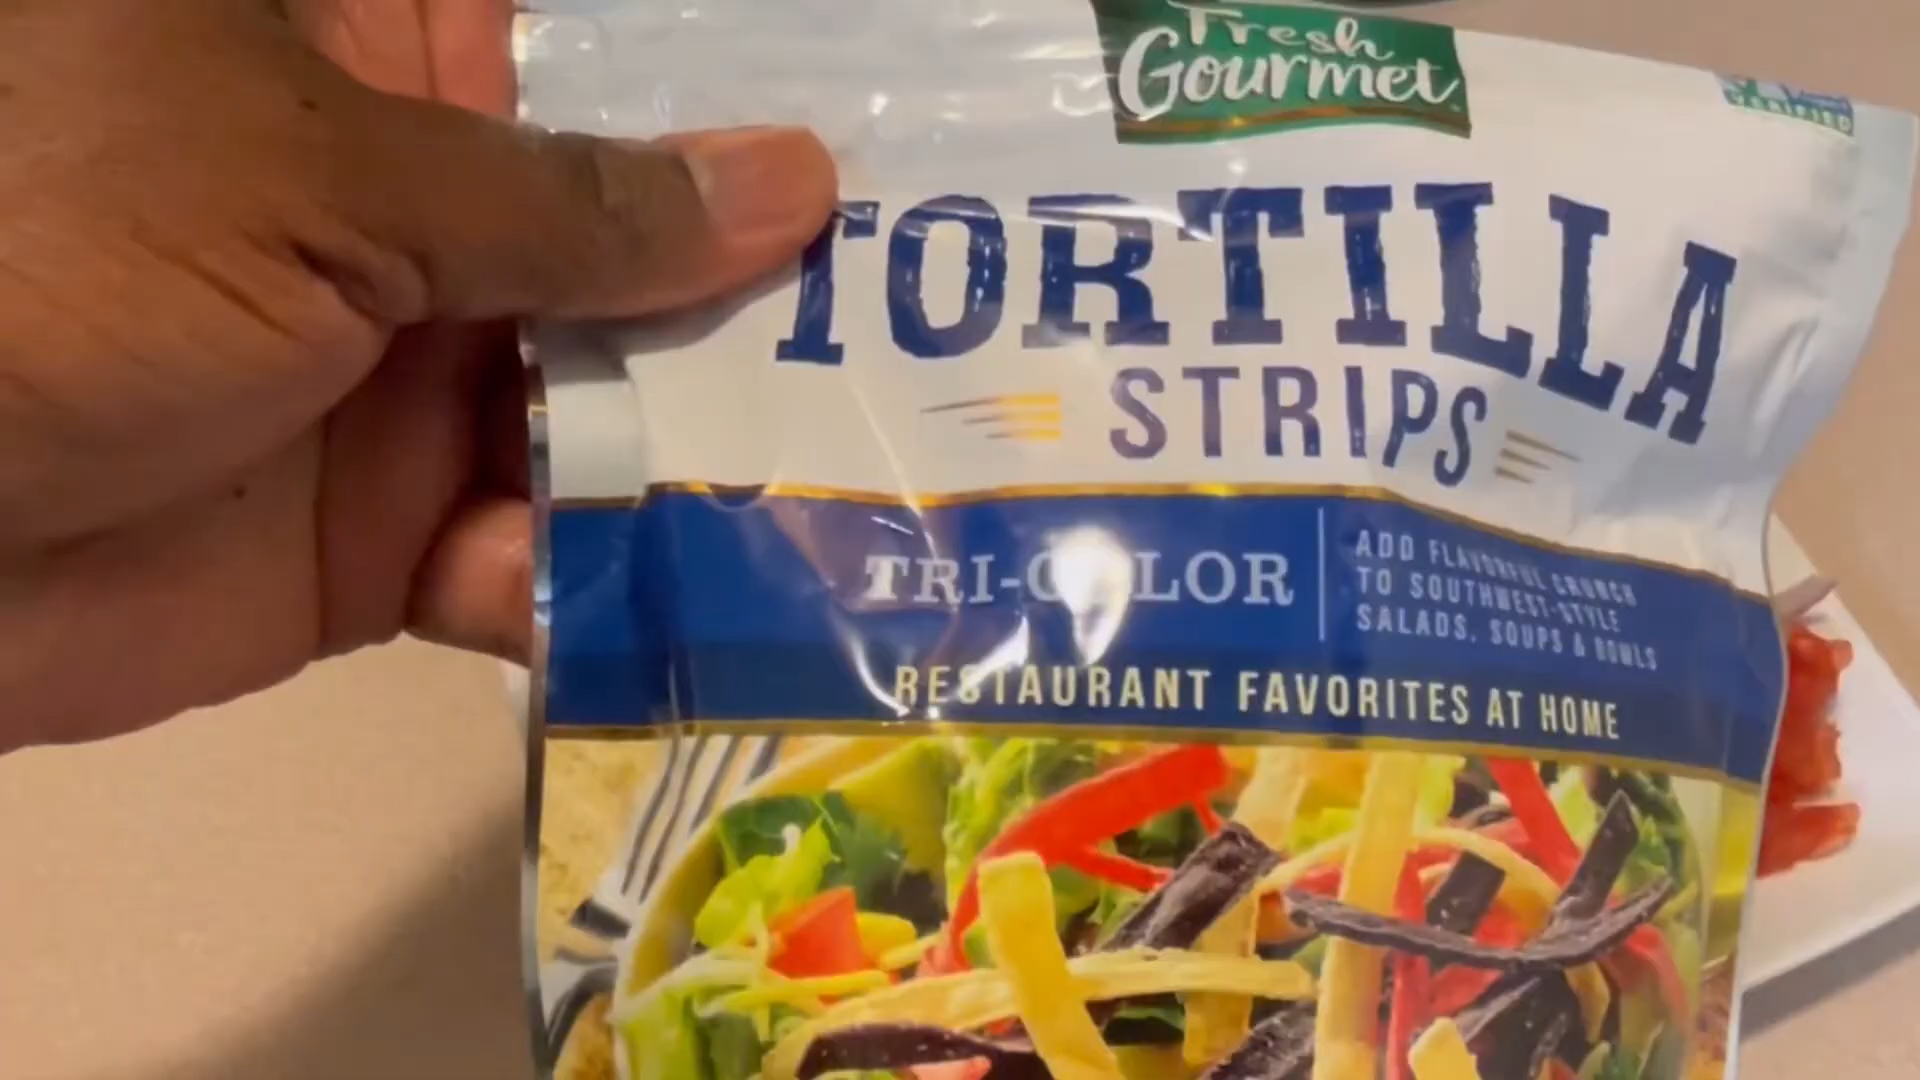 Fresh
Gourmet
TORTILLA
STRIPS
TRI-COLOR
ADD FLAVORFUL CRUNCH
TO SOUTHWEST-STYLE
SALADS, SOUPS & BOWLS
RESTAURANT FAVORITES AT HOME
VERIFIED